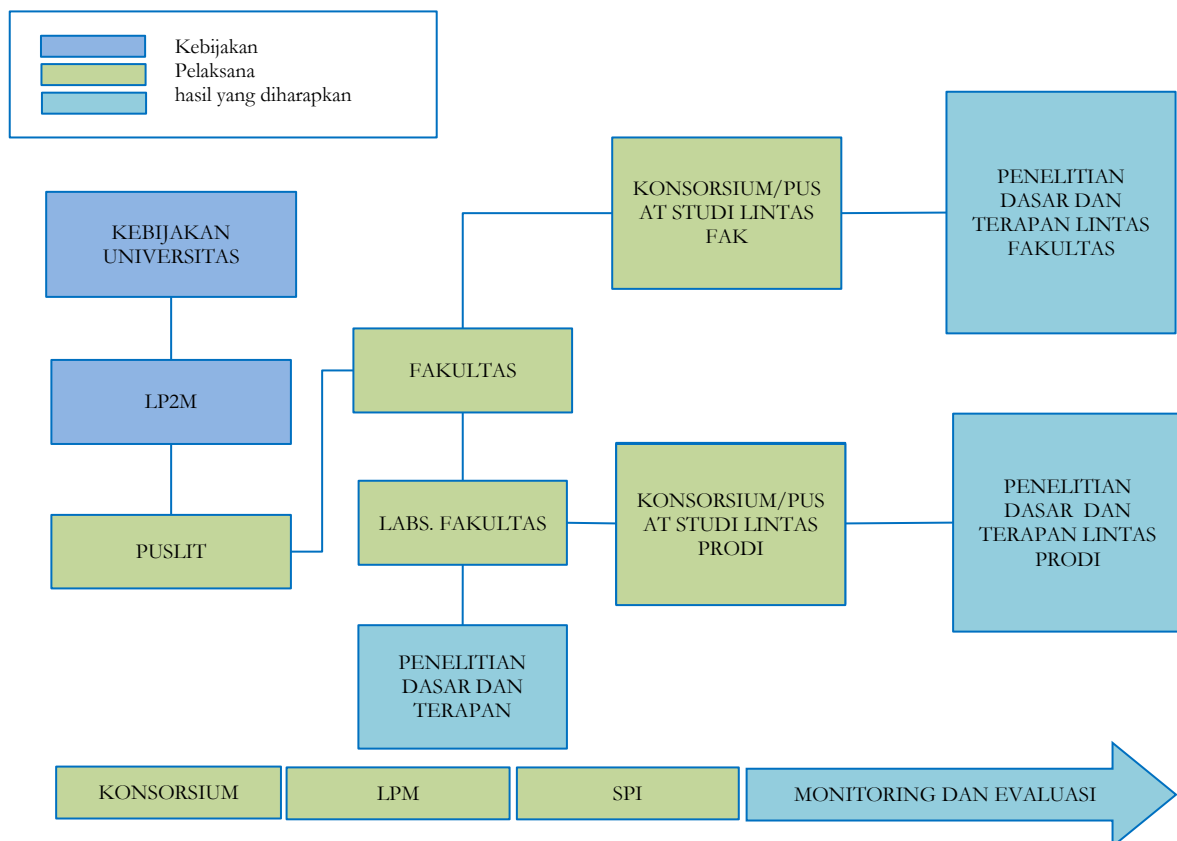 Kebijakan
Pelaksana
hasil yang diharapkan
KEBIJAKAN
UNIVERSITAS
LP2M
PUSLIT
FAKULTAS
LABS. FAKULTAS
PENELITIAN
DASAR DAN
TERAPAN
KONSORSIUM/PUS
AT STUDI LINTAS
FAK
PENELITIAN
DASAR DAN
TERAPAN LINTAS
FAKULTAS
KONSORSIUM/PUS
AT STUDI LINTAS
PRODI
PENELITIAN
DASAR DAN
TERAPAN LINTAS
PRODI
KONSORSIUM
LPM
SPI
MONITORING DAN EVALUASI